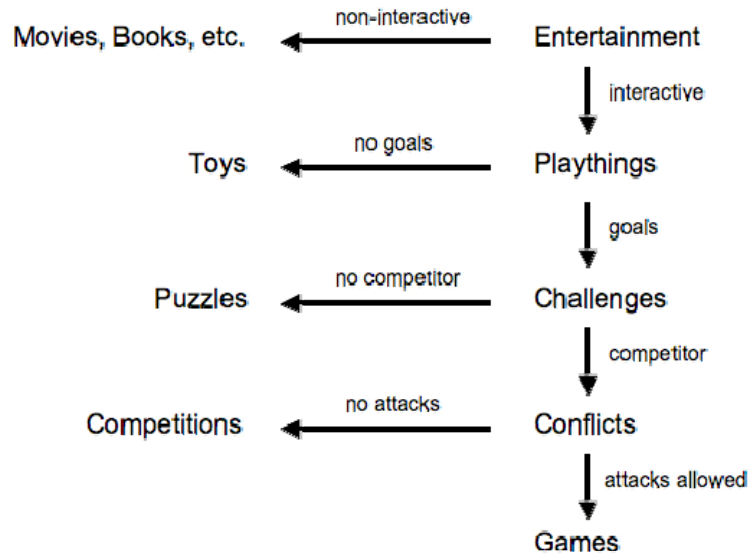 non-interactive
Movies, Books, etc. Entertainment
interactive
no goals
Toys Playthings
goals
no competitor
Puzzles Challenges
competitor
no attacks
Competitions Conflicts
attacks allowed
Games